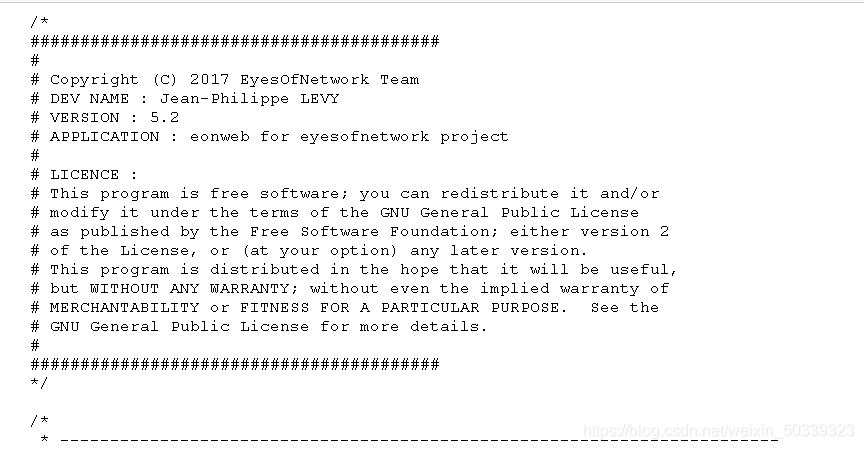 /*
#########################################
#
# Copyright (C) 2017 EyesOfNetwork Team
# DEV NAME : Jean-Philippe LEVY
# VERSION : 5.2
# APPLICATION : eonweb for eyesofnetwork project
#
# LICENCE :
# This program is free software; you can redistribute it and/or
# modify it under the terms of the GNU General Public License
# as published by the Free Software Foundation; either version 2
# of the License, or (at your option) any later version.
# This program is distributed in the hope that it will be useful,
# but WITHOUT ANY WARRANTY; without even the implied warranty of
# MERCHANTABILITY or FITNESS FOR A PARTICULAR PURPOSE.  See the
# GNU General Public License for more details.
#
#########################################
*/
/*
* ------------------------------------------------------------------------
https://blog.csdn.net/weixin_50339323